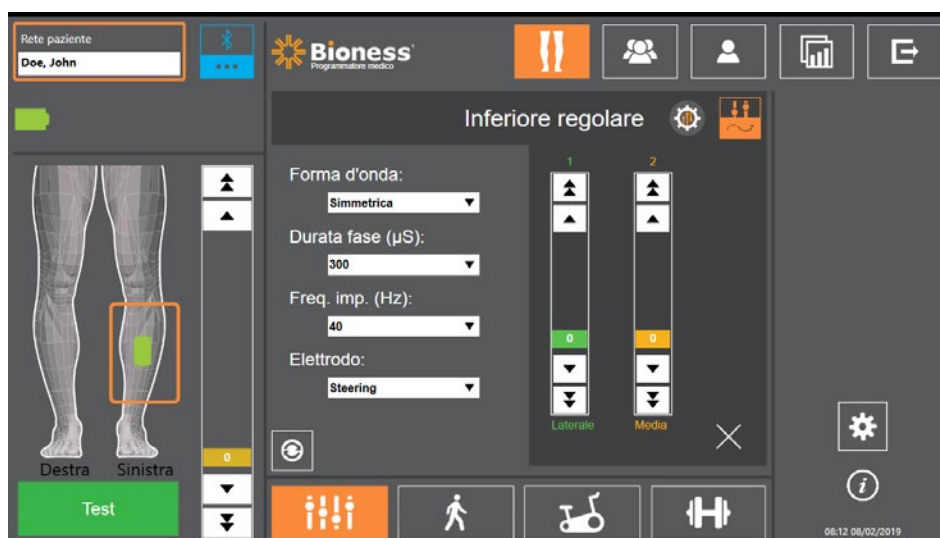 Rete paziente
Doe, John
Bioness
Programmatore medico
Inferiore regolare
Forma d'onda:
Simmetrica
Durata fase (µS):
300
Freq. imp. (Hz):
40
Elettrodo:
Steering
1
2
0
0
Laterale
Media
0
Destra
Sinistra
Test
08:12 08/02/2019